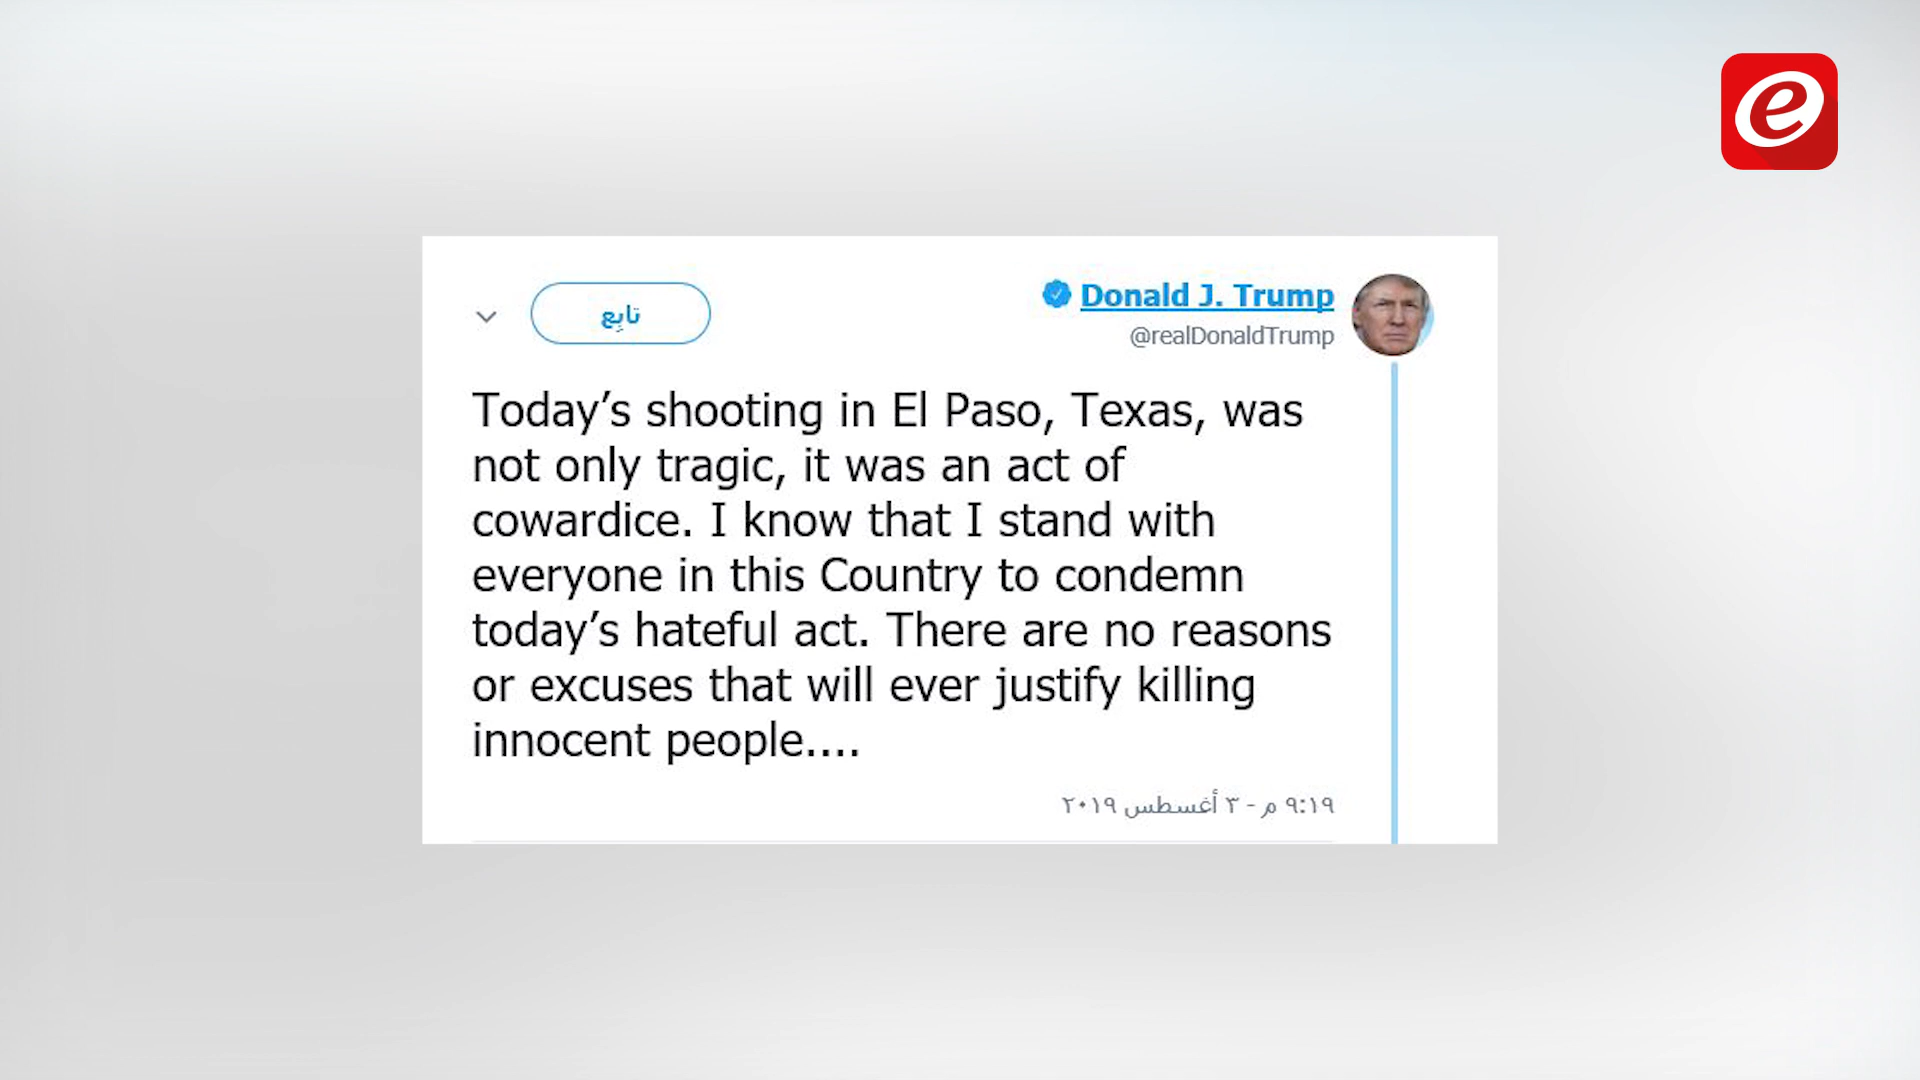 e
Donald J. Trump
@realDonaldTrump
تابِع
Today’s shooting in El Paso, Texas, was
not only tragic, it was an act of
cowardice. I know that I stand with
everyone in this Country to condemn
today’s hateful act. There are no reasons
or excuses that will ever justify killing
innocent people....
٩:١٩ م - ٣ أغسطس ٢٠١٩